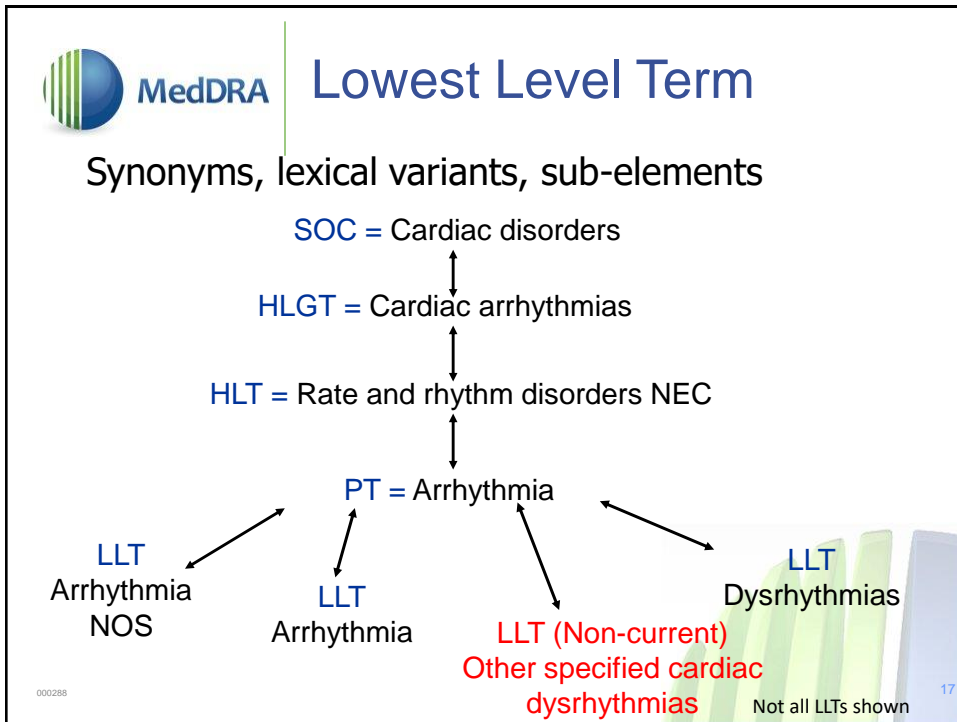 MedDRA
Lowest Level Term
Synonyms, lexical variants, sub-elements
SOC = Cardiac disorders
HLGT = Cardiac arrhythmias
HLT = Rate and rhythm disorders NEC
PT = Arrhythmia
LLT
Arrhythmia
NOS
LLT
Arrhythmia
LLT (Non-current)
Other specified cardiac
dysrhythmias
LLT
Dysrhythmias
000288
Not all LLTs shown
17